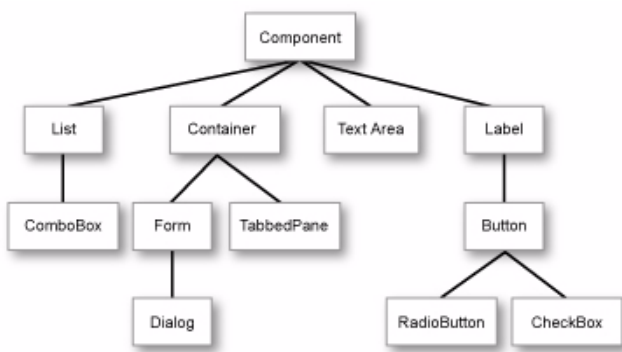 Component
List
Container
Text Area
Label
ComboBox
Form
TabbedPane
Button
Dialog
RadioButton
CheckBox